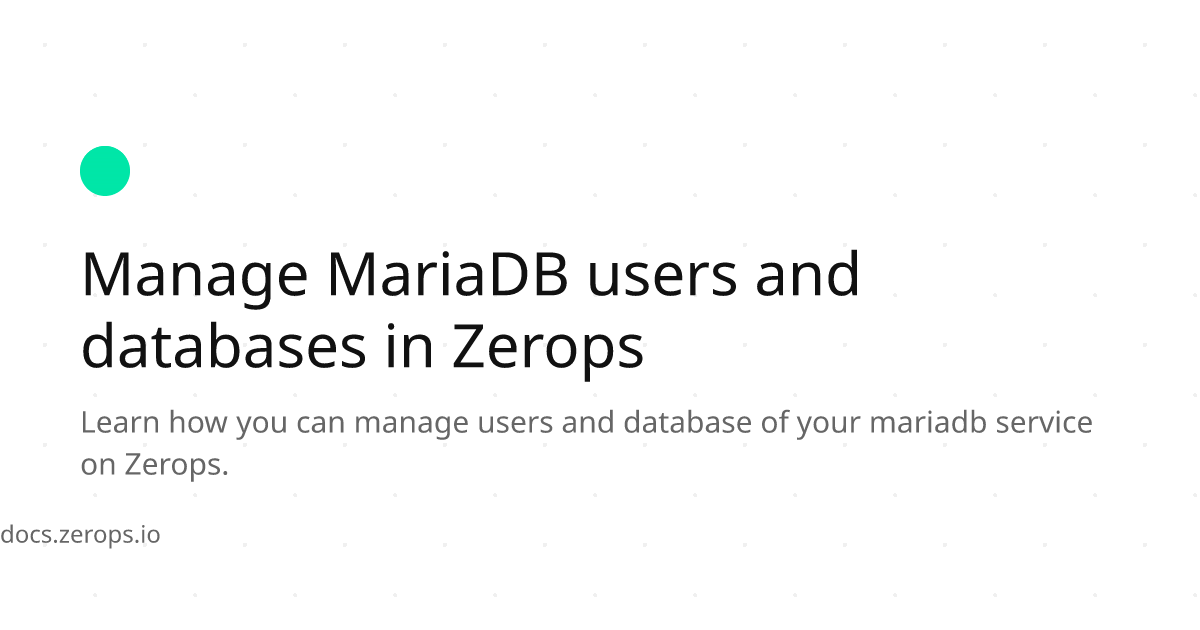 Manage MariaDB users and
databases in Zerops
Learn how you can manage users and database of your mariadb service
on Zerops.
docs.zerops.io